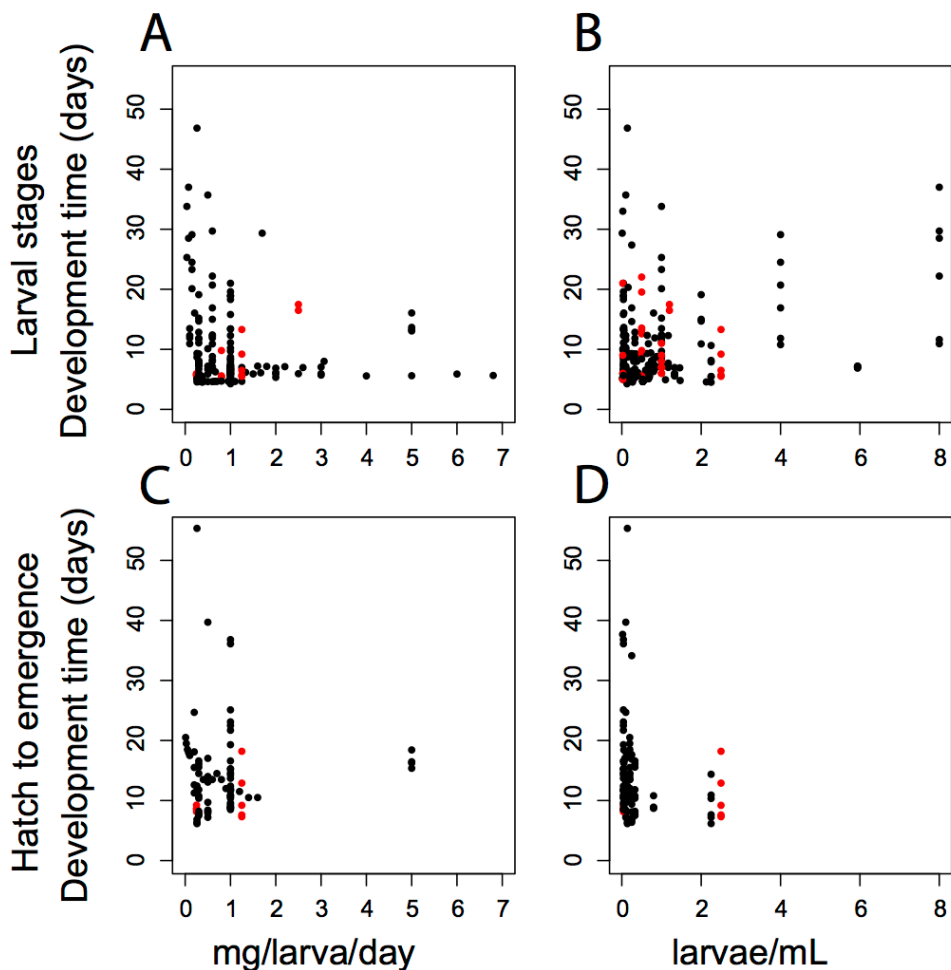 A
B
Larval stages
Development time (days)
0 10 20 30 40 50
0 10 20 30 40 50
0 1 2 3 4 5 6 7
0 2 4 6 8
C
D
Hatch to emergence
Development time (days)
0 10 20 30 40 50
0 10 20 30 40 50
0 1 2 3 4 5 6 7
0 2 4 6 8
mg/larva/day
larvae/mL